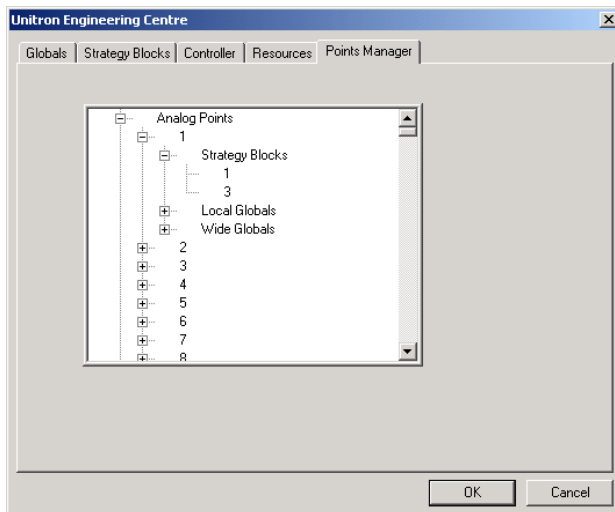 Unitron Engineering Centre
Globals Strategy Blocks Controller Resources Points Manager
Analog Points
1
Strategy Blocks
1
3
Local Globals
Wide Globals
2
3
4
5
6
7
8
OK Cancel